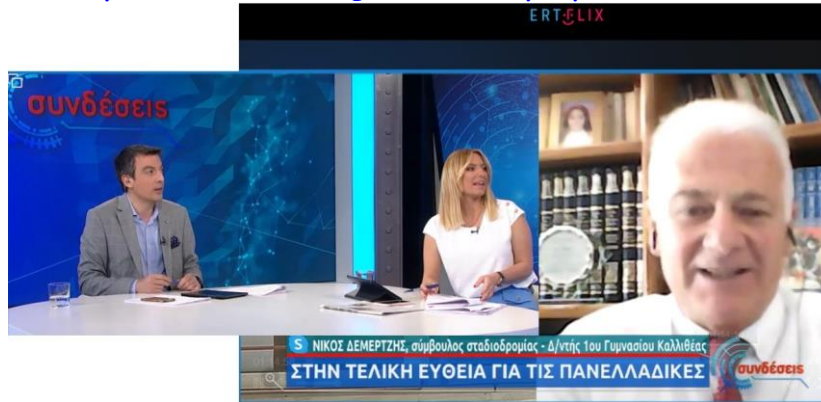 ERTFLIX
συνδέσεις
S ΝΙΚΟΣ ΔΕΜΕΡΤΖΗΣ, σύμβουλος σταδιοδρομίας - Δ/ντής 1ου Γυμνασίου Καλλιθέας
ΣΤΗΝ ΤΕΛΙΚΗ ΕΥΘΕΙΑ ΓΙΑ ΤΙΣ ΠΑΝΕΛΛΑΔΙΚΕΣ
συνδέσεις